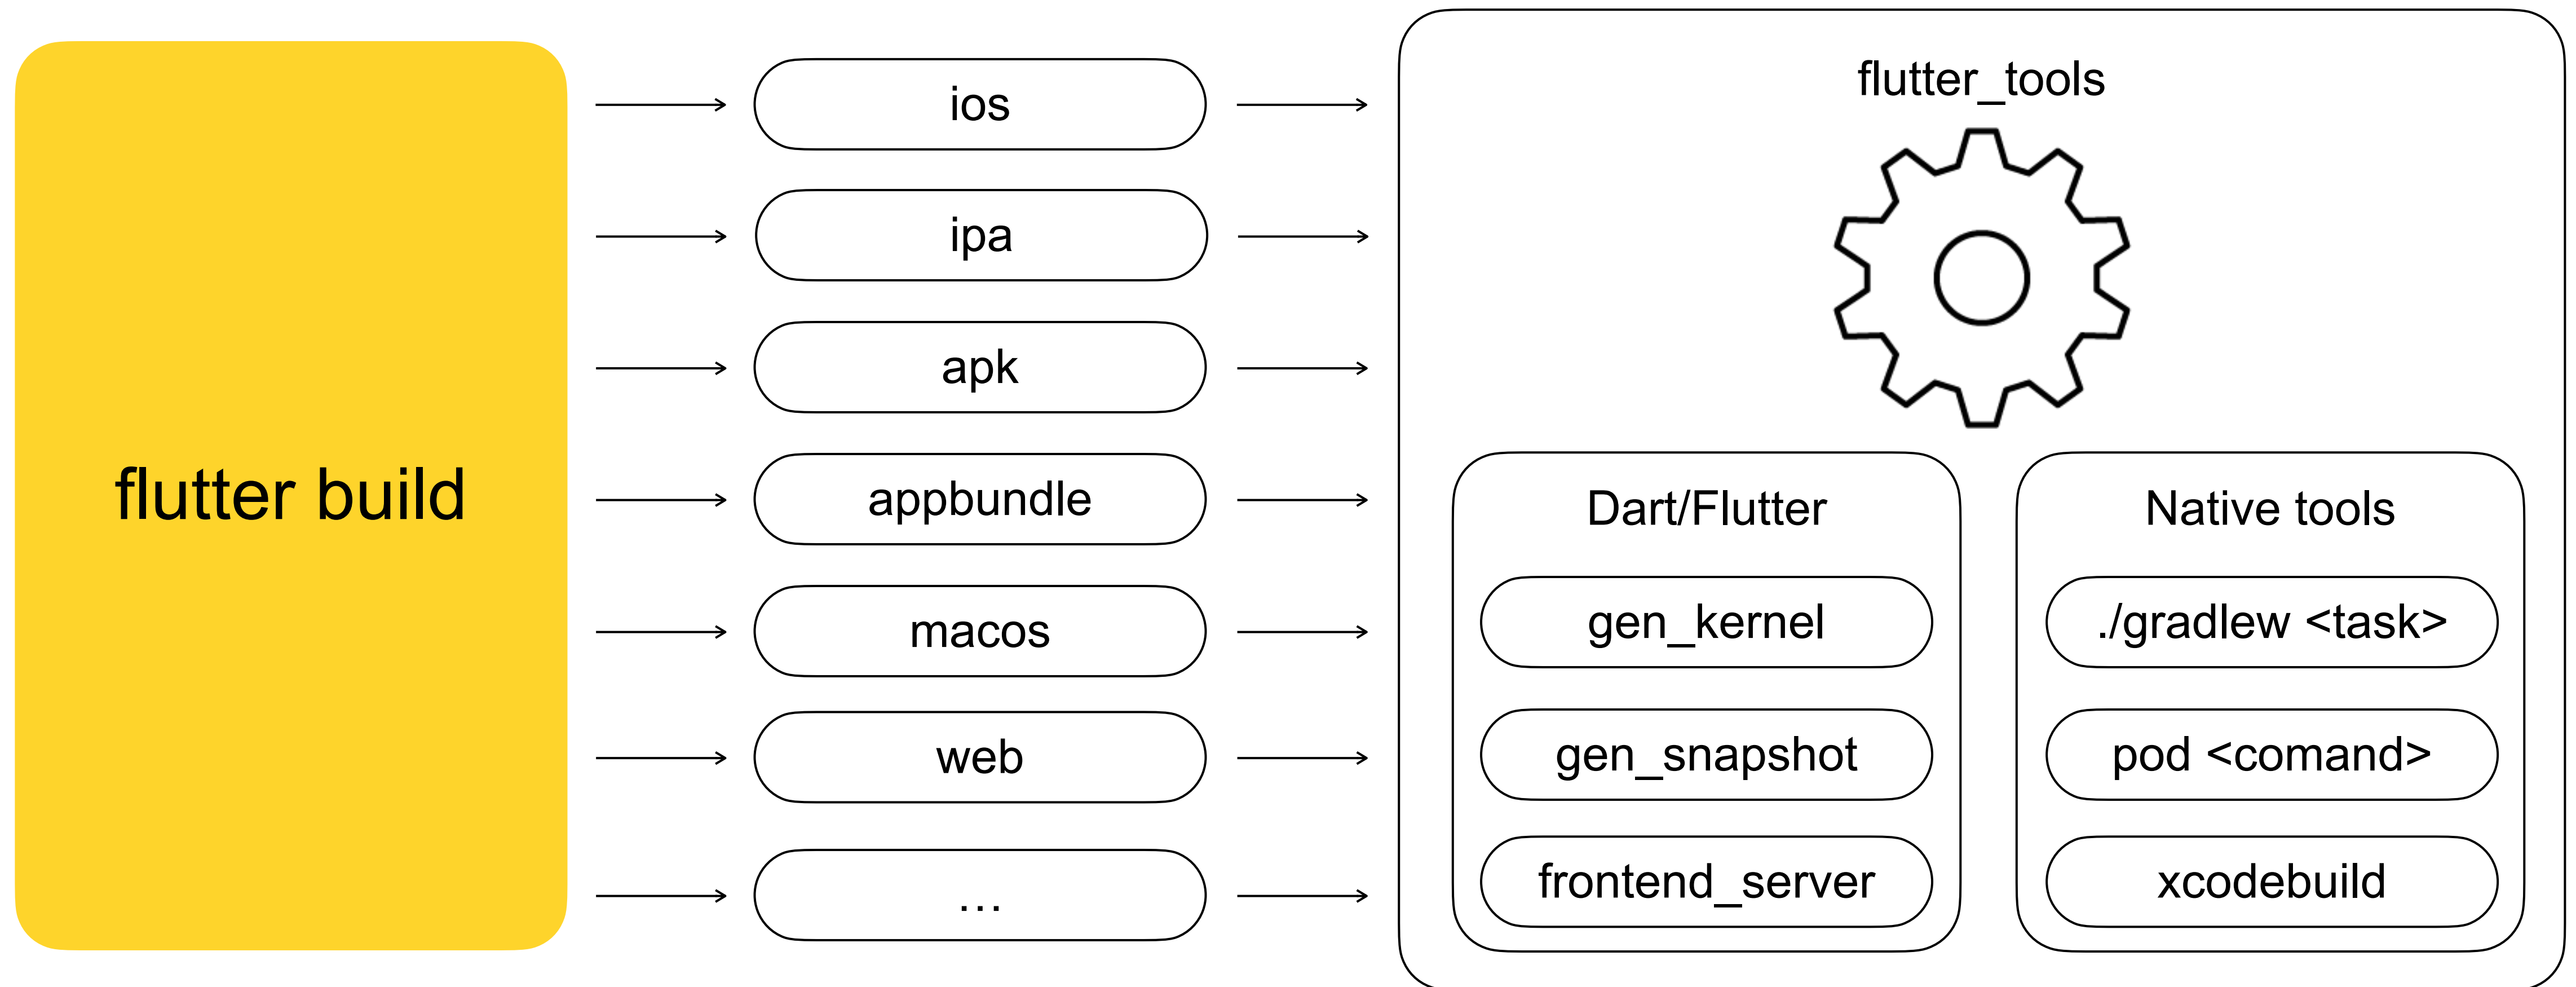 flutter build
ios
ipa
apk
appbundle
macos
web
…
flutter_tools
Dart/Flutter
gen_kernel
gen_snapshot
frontend_server
Native tools
./gradlew <task>
pod <comand>
xcodebuild